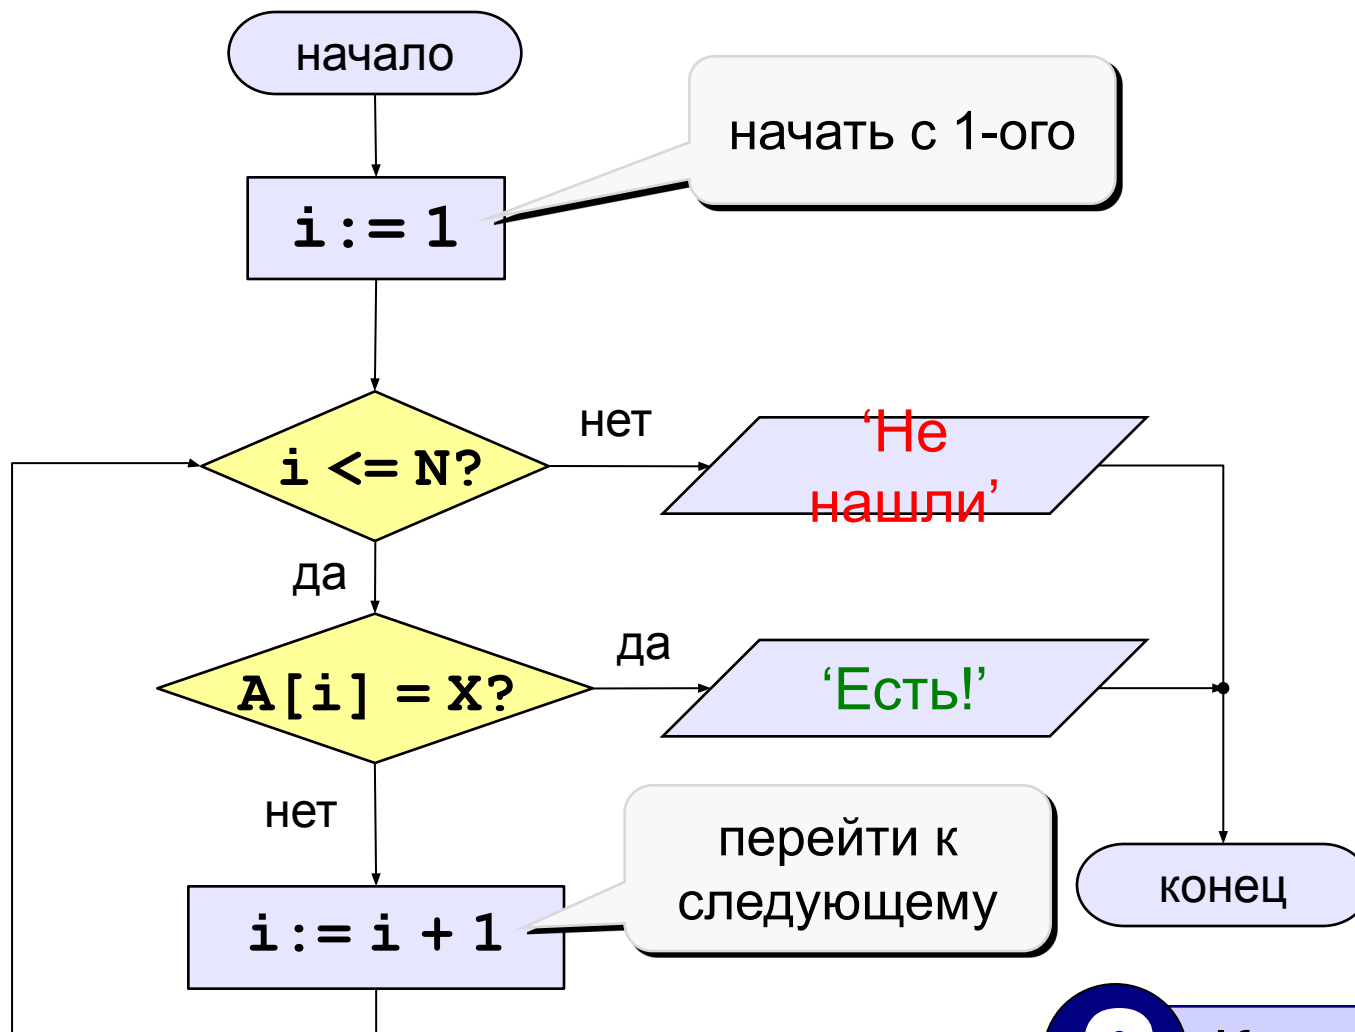 начало
начать с 1-ого
i := 1
i <= N?
нет
‘Не
нашли’
да
A[i] = X?
да
‘Есть!’
нет
перейти к
следующему
i := i + 1
конец